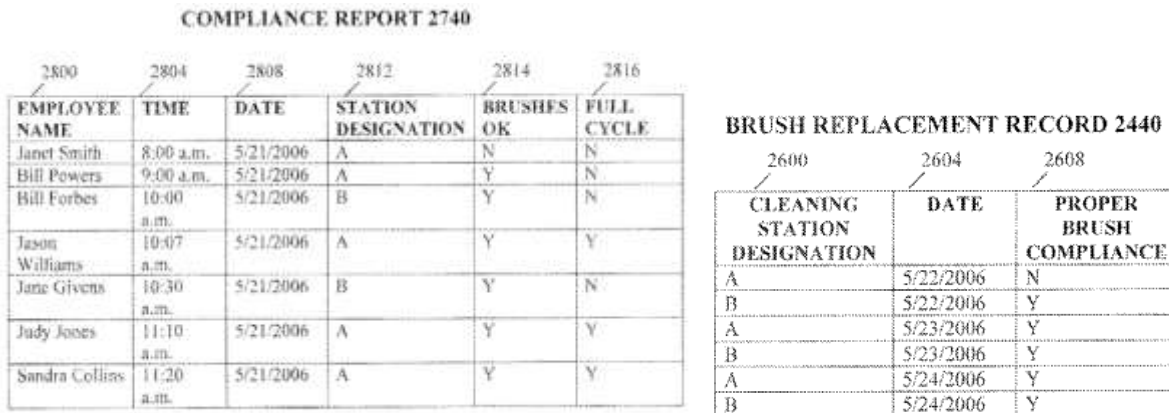 COMPLIANCE REPORT 2740
2800 2804 2808 2812 2814 2816
EMPLOYEE NAME TIME DATE STATION DESIGNATION BRUSHES OK FULL CYCLE
Janet Smith 8:00 a.m. 5/21/2006 A N N
Bill Powers 9:00 a.m. 5/21/2006 A Y N
Bill Forbes 10:00 a.m. 5/21/2006 B Y N
Jason Williams 10:07 a.m. 5/21/2006 A Y Y
Jane Givens 10:30 a.m. 5/21/2006 B Y N
Judy Jones 11:10 a.m. 5/21/2006 A Y Y
Sandra Collins 11:20 a.m. 5/21/2006 A Y Y
BRUSH REPLACEMENT RECORD 2440
2600 2604 2608
CLEANING STATION DESIGNATION DATE PROPER BRUSH COMPLIANCE
A 5/22/2006 N
B 5/22/2006 Y
A 5/23/2006 Y
B 5/23/2006 Y
A 5/24/2006 Y
B 5/24/2006 Y